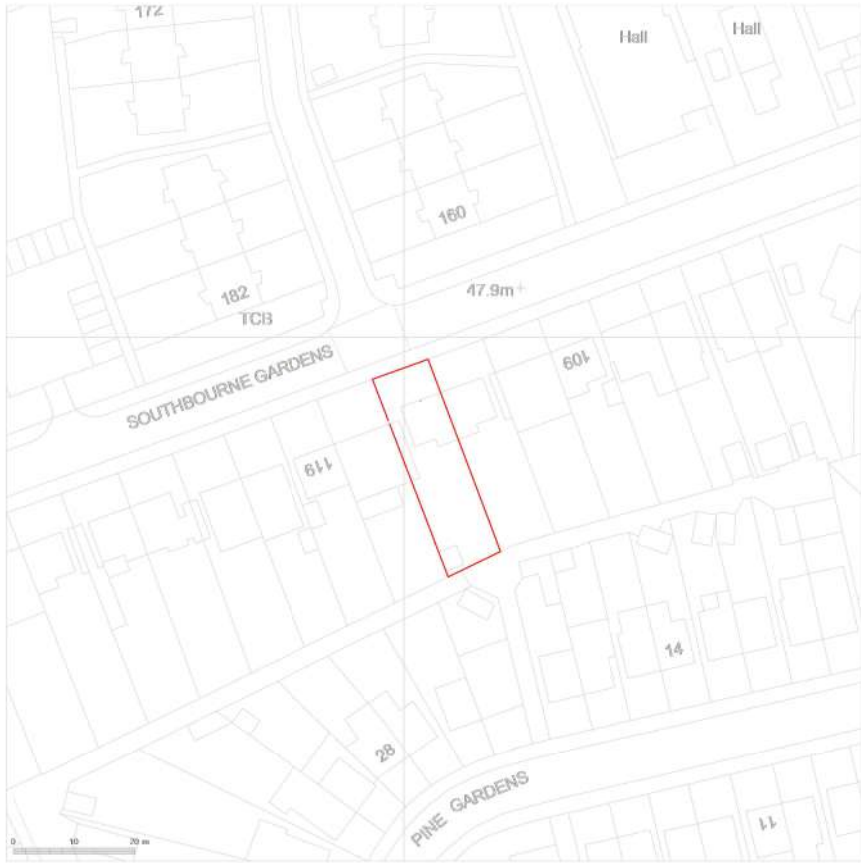 172
Hall
Hall
160
182
TCB
47.9m+
SOUTHBOURNE GARDENS
109
119
14
28
PINE GARDENS
11
0 10 20 m